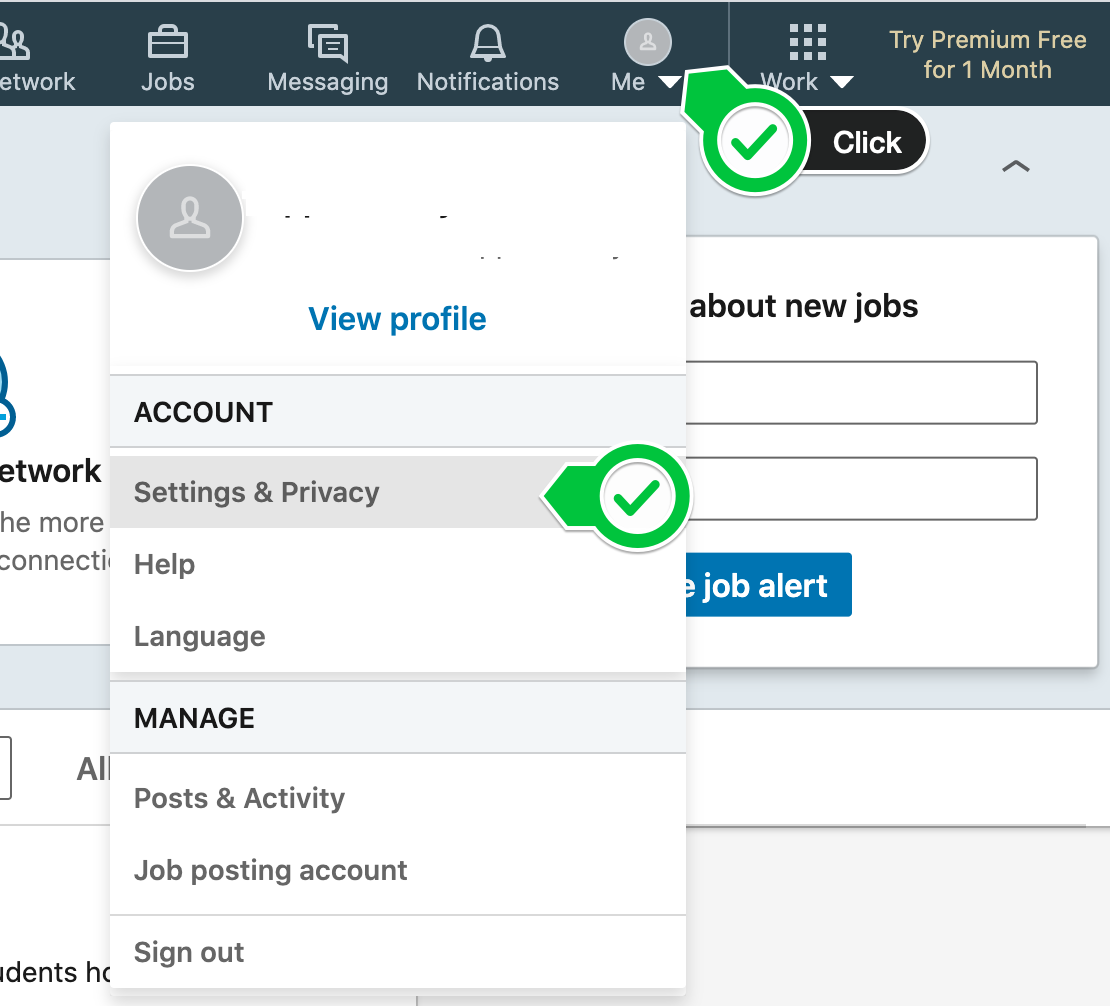 etwork
Jobs
Messaging
Notifications
Me
Work
Try Premium Free
for 1 Month
Click
View profile
about new jobs
ACCOUNT
etwork
Settings & Privacy
he more
connecti
Help
e job alert
Language
MANAGE
All
Posts & Activity
Job posting account
Sign out
udents ho